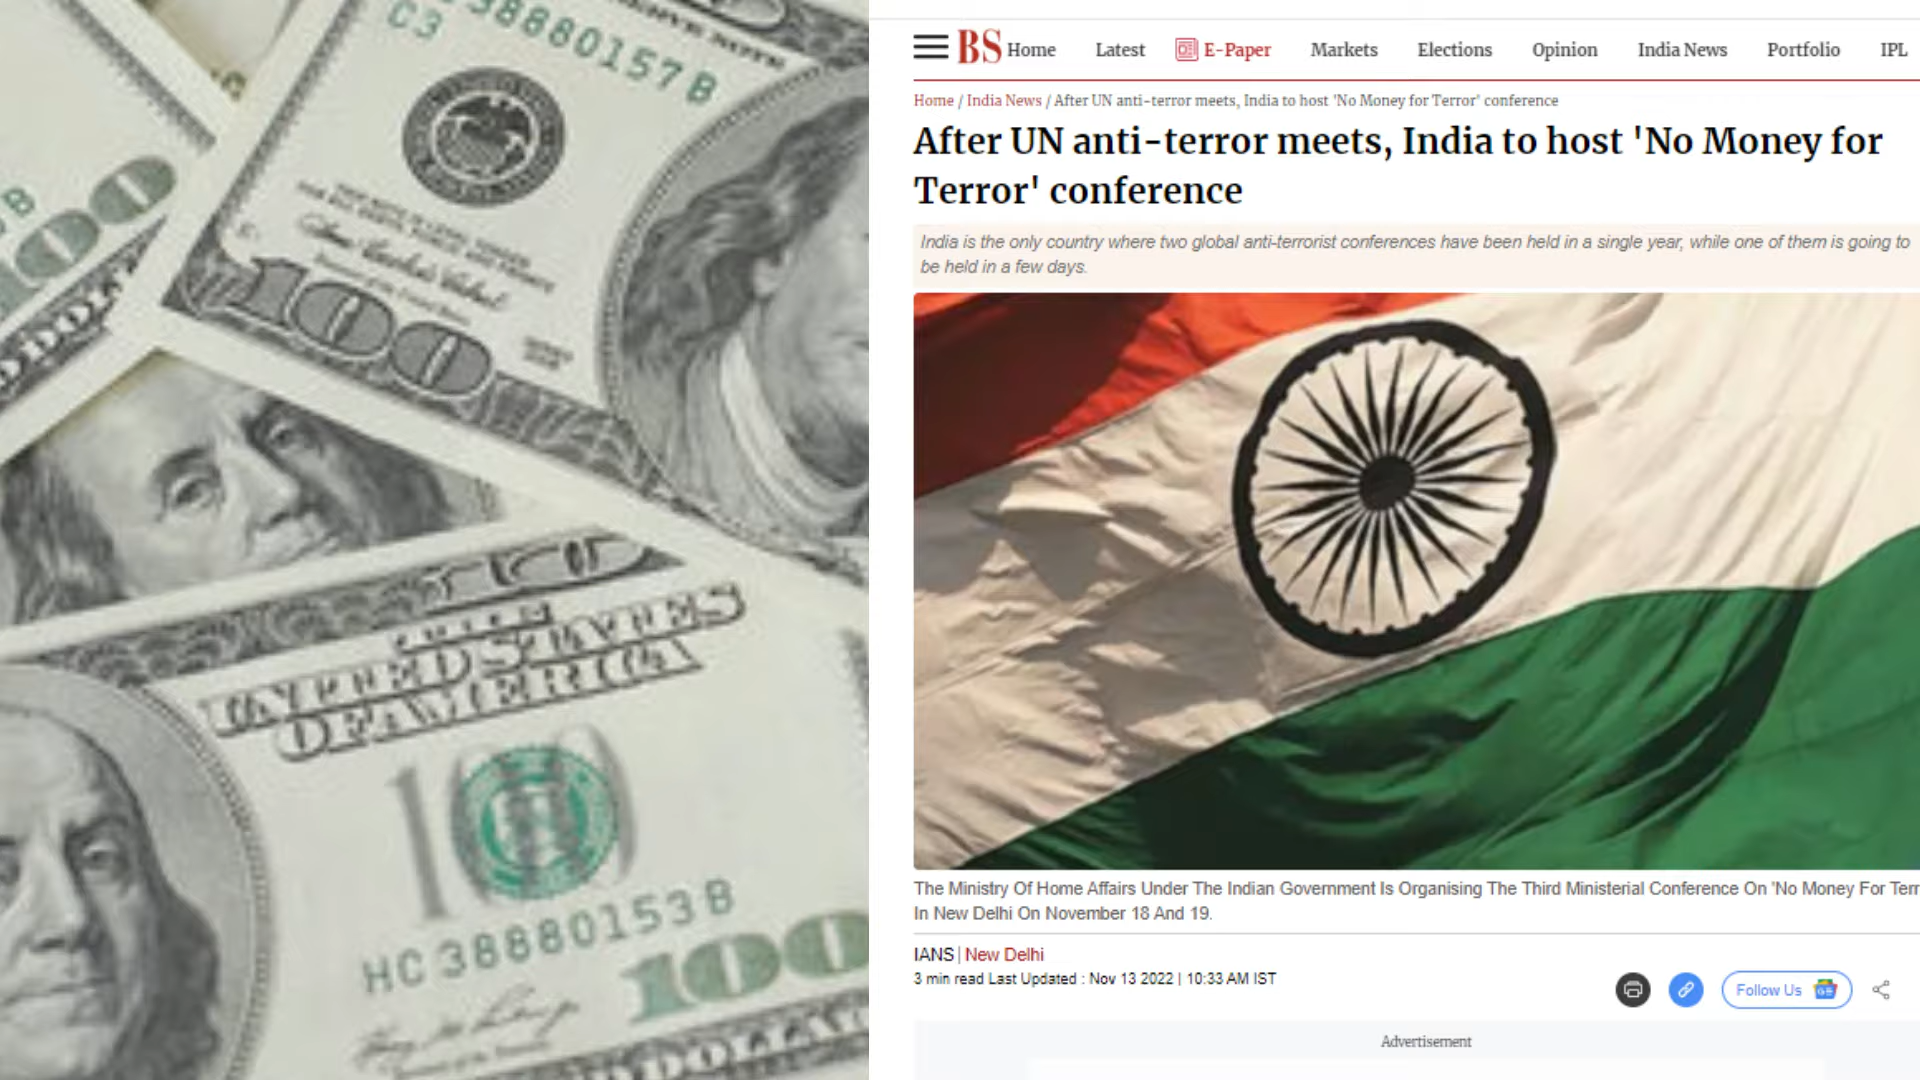 38880157B
C3
100
100
B
UNITED STATES
OF AMERICA
100
HC 38880153B
100
BS Home Latest E-Paper Markets Elections Opinion India News Portfolio IPL
Home / India News / After UN anti-terror meets, India to host 'No Money for Terror' conference
After UN anti-terror meets, India to host 'No Money for
Terror' conference
India is the only country where two global anti-terrorist conferences have been held in a single year, while one of them is going to
be held in a few days.
The Ministry Of Home Affairs Under The Indian Government Is Organising The Third Ministerial Conference On 'No Money For Terr
In New Delhi On November 18 And 19.
IANS | New Delhi
3 min read Last Updated : Nov 13 2022 | 10:33 AM IST
Follow Us
Advertisement